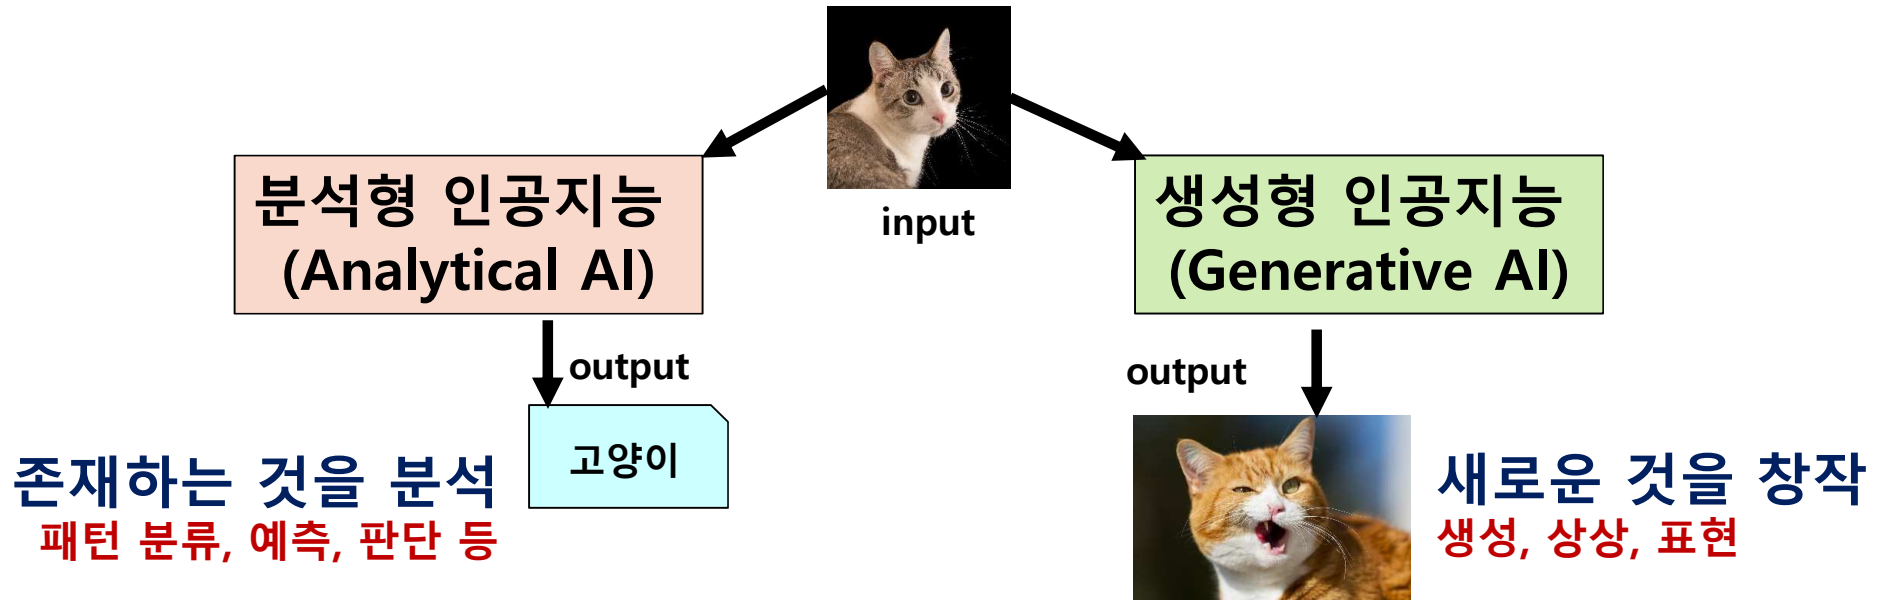 input
분석형 인공지능
(Analytical AI)
생성형 인공지능
(Generative AI)
output
고양이
존재하는 것을 분석
패턴 분류, 예측, 판단 등
output
새로운 것을 창작
생성, 상상, 표현